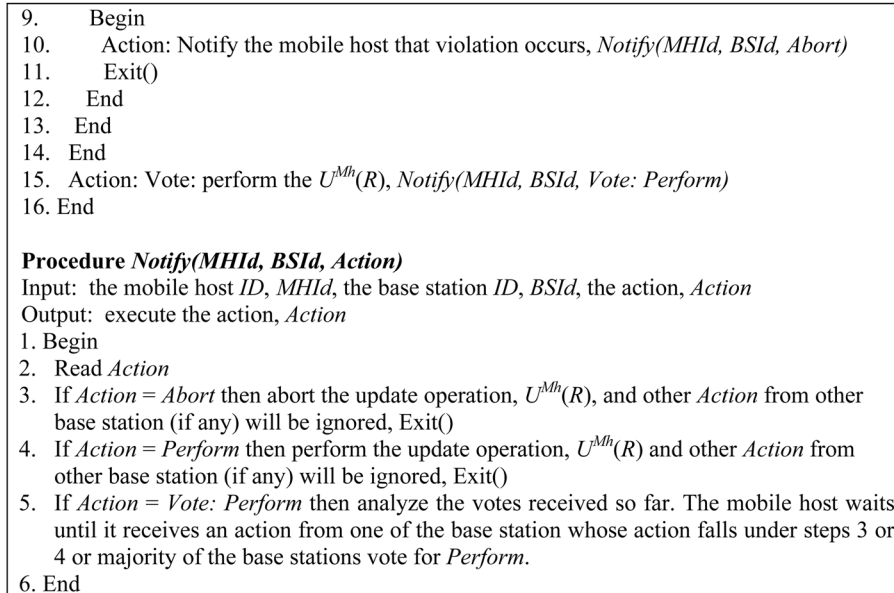 9. Begin
10. Action: Notify the mobile host that violation occurs, Notify(MHId, BSId, Abort)
11. Exit()
12. End
13. End
14. End
15. Action: Vote: perform the U^Mh(R), Notify(MHId, BSId, Vote: Perform)
16. End
Procedure Notify(MHId, BSId, Action)
Input: the mobile host ID, MHId, the base station ID, BSId, the action, Action
Output: execute the action, Action
1. Begin
2. Read Action
3. If Action = Abort then abort the update operation, U^Mh(R), and other Action from other
base station (if any) will be ignored, Exit()
4. If Action = Perform then perform the update operation, U^Mh(R) and other Action from
other base station (if any) will be ignored, Exit()
5. If Action = Vote: Perform then analyze the votes received so far. The mobile host waits
until it receives an action from one of the base station whose action falls under steps 3 or
4 or majority of the base stations vote for Perform.
6. End